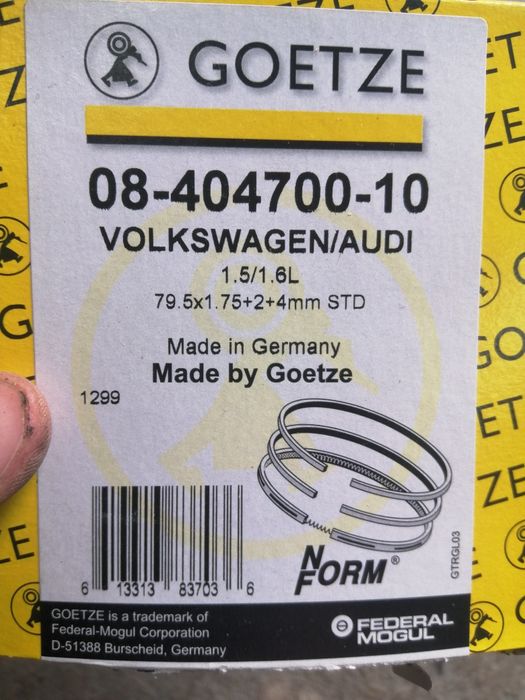 GOETZE
08-404700-10
VOLKSWAGEN/AUDI
1.5/1.6L
79.5x1.75+2+4mm STD
Made in Germany
Made by Goetze
1299
6 13313 83703 6
N FORM®
GTRGL03
GOETZE is a trademark of
Federal-Mogul Corporation
D-51388 Burscheid, Germany
FEDERAL
MOGUL